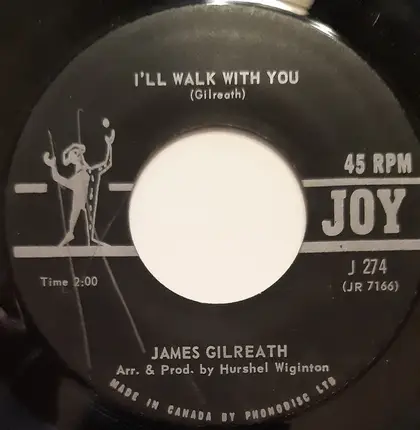 I'LL WALK WITH YOU
(Gilreath)
45 RPM
JOY
Time 2:00
J 274
(JR 7166)
JAMES GILREATH
Arr. & Prod. by Hurshel Wiginton
MADE IN CANADA BY PHONODISC LTD